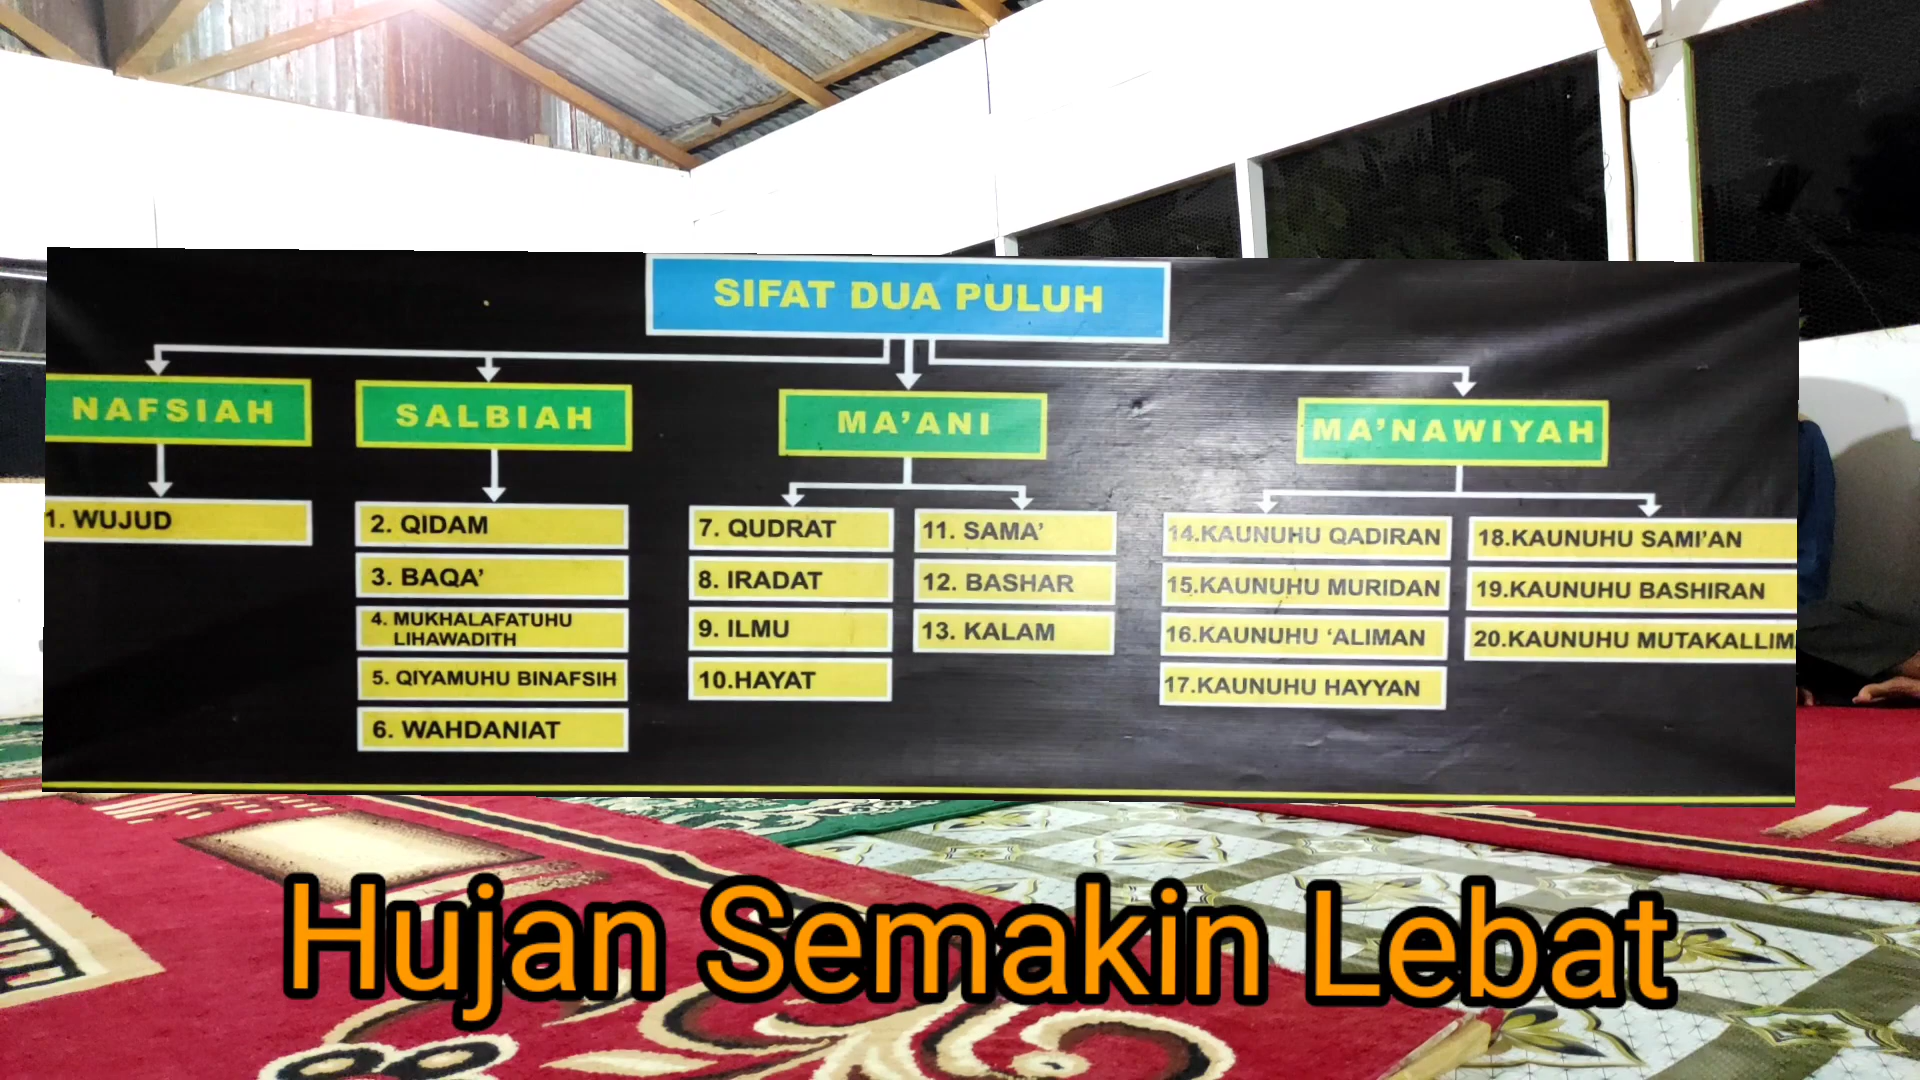 SIFAT DUA PULUH
NAFSIAH
1. WUJUD
SALBIAH
2. QIDAM
3. BAQA’
4. MUKHALAFATUHU
LIHAWADITH
5. QIYAMUHU BINAFSIH
6. WAHDANIAT
MA’ANI
7. QUDRAT
8. IRADAT
9. ILMU
10.HAYAT
11. SAMA’
12. BASHAR
13. KALAM
MA’NAWIYAH
14.KAUNUHU QADIRAN
15.KAUNUHU MURIDAN
16.KAUNUHU ‘ALIMAN
17.KAUNUHU HAYYAN
18.KAUNUHU SAMI’AN
19.KAUNUHU BASHIRAN
20.KAUNUHU MUTAKALLIM
Hujan Semakin Lebat